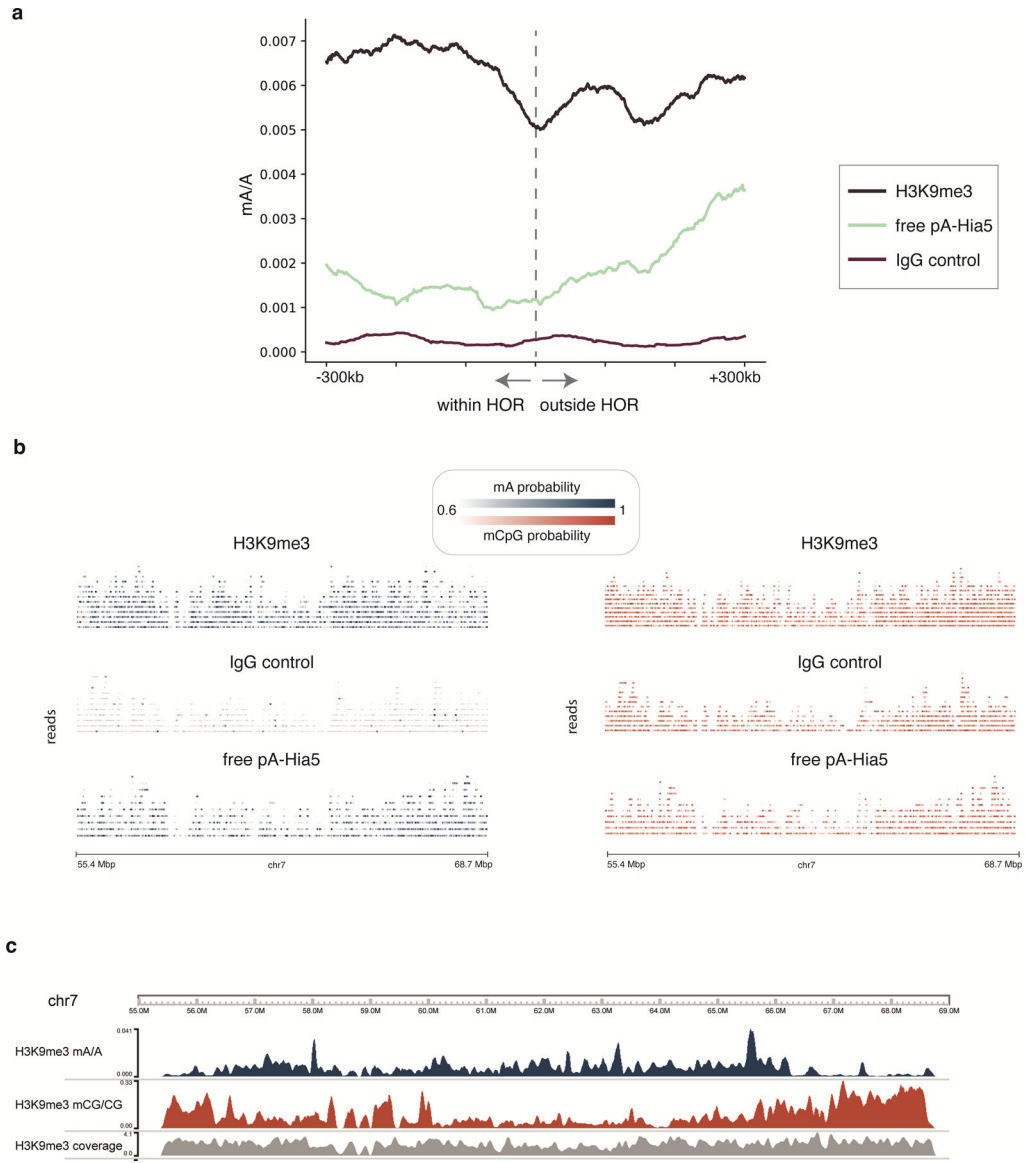 a
0.007
0.006
0.005
0.004
0.003
0.002
0.001
0.000
mA/A
-300kb
+300kb
within HOR
outside HOR
H3K9me3
free pA-Hia5
IgG control
b
mA probability
0.6
1
mCpG probability
H3K9me3
IgG control
free pA-Hia5
reads
55.4 Mbp
chr7
68.7 Mbp
H3K9me3
IgG control
free pA-Hia5
reads
55.4 Mbp
chr7
68.7 Mbp
c
chr7
55.0M 56.0M 57.0M 58.0M 59.0M 60.0M 61.0M 62.0M 63.0M 64.0M 65.0M 66.0M 67.0M 68.0M 69.0M
0.041
H3K9me3 mA/A
0.000
0.33
H3K9me3 mCG/CG
0.00
4.1
H3K9me3 coverage
0.0